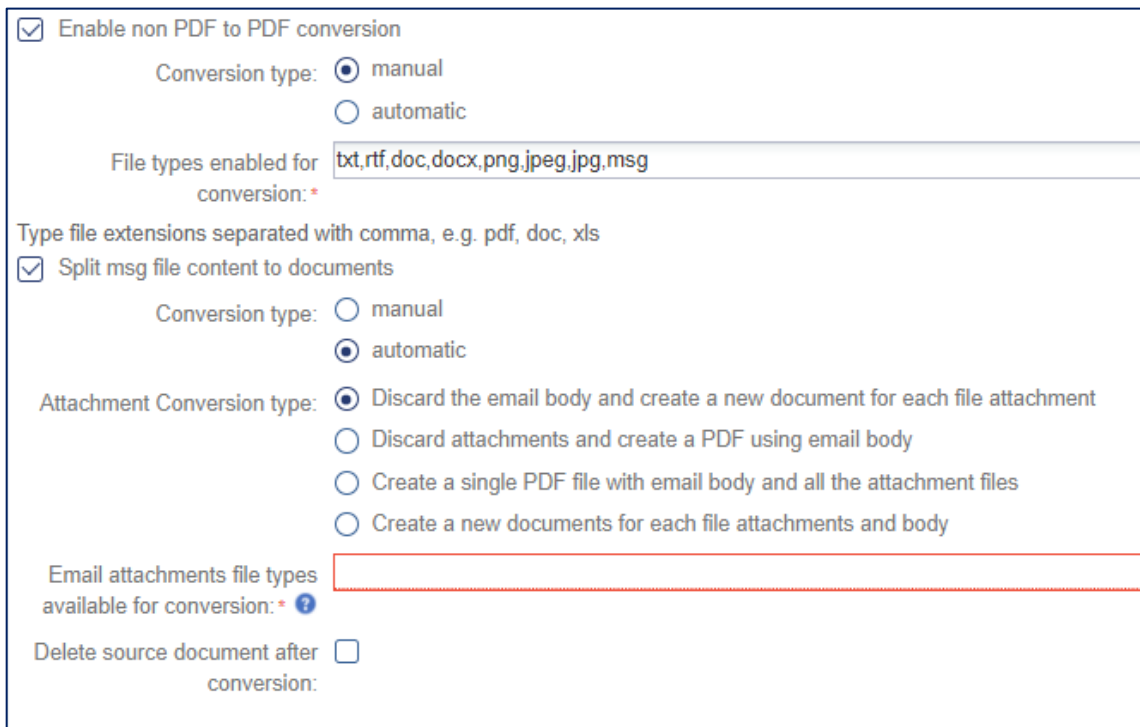 Enable non PDF to PDF conversion
Conversion type: manual
automatic
File types enabled for txt,rtf,doc,docx,png,jpeg,jpg,msg
conversion:*
Type file extensions separated with comma, e.g. pdf, doc, xls
Split msg file content to documents
Conversion type: manual
automatic
Attachment Conversion type: Discard the email body and create a new document for each file attachment
Discard attachments and create a PDF using email body
Create a single PDF file with email body and all the attachment files
Create a new documents for each file attachments and body
Email attachments file types
available for conversion:* ?
Delete source document after
conversion: